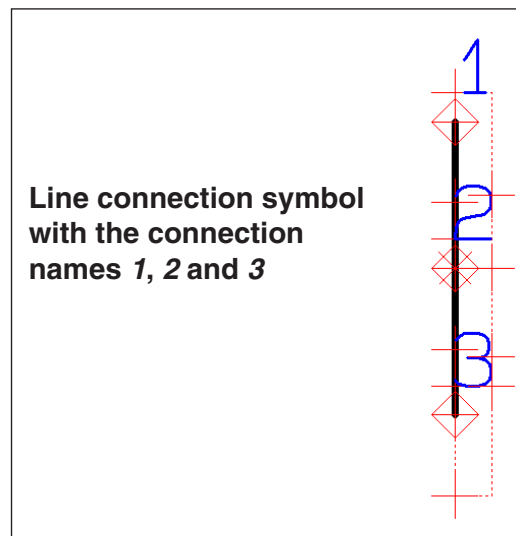 1
Line connection symbol
2
with the connection
names 1, 2 and 3
3